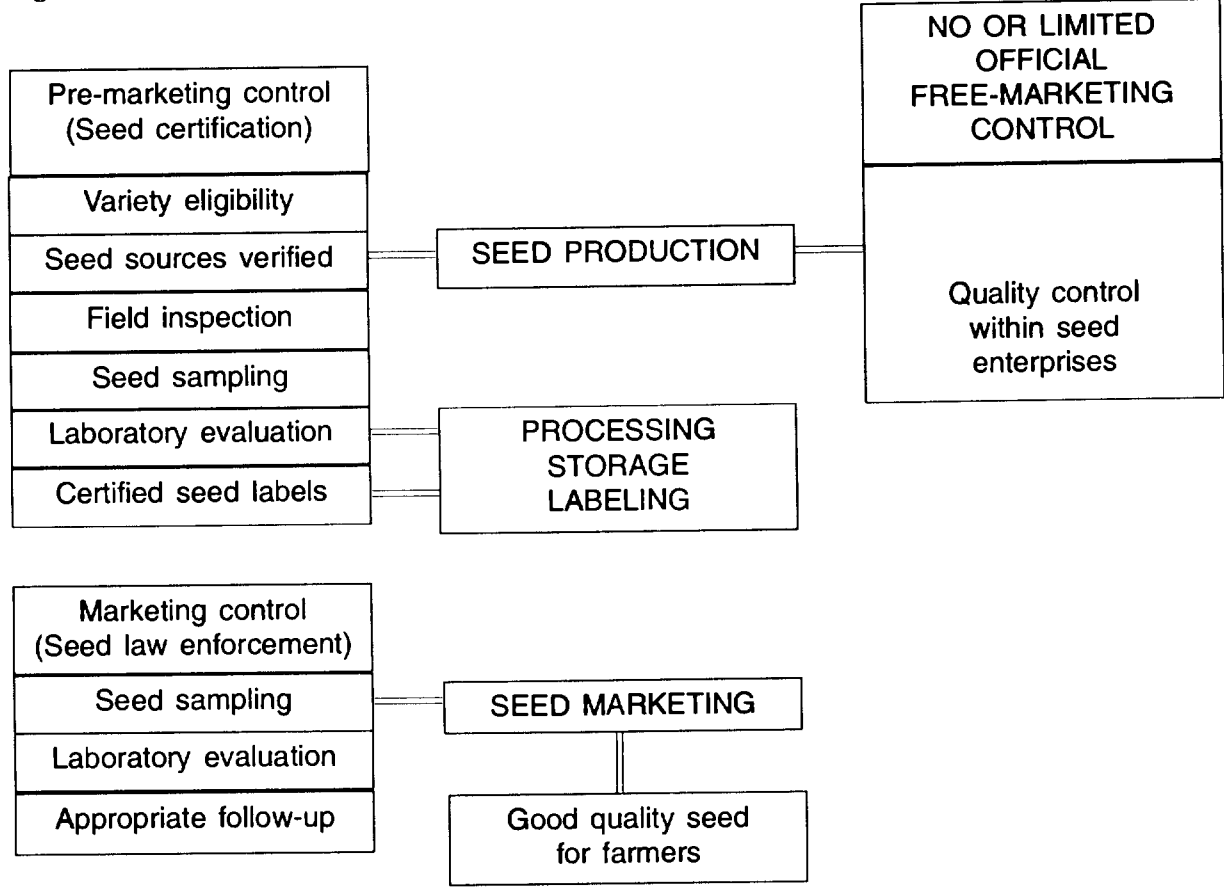 Pre-marketing control
(Seed certification)
Variety eligibility
Seed sources verified
Field inspection
Seed sampling
Laboratory evaluation
Certified seed labels
SEED PRODUCTION
PROCESSING
STORAGE
LABELING
NO OR LIMITED
OFFICIAL
FREE-MARKETING
CONTROL
Quality control
within seed
enterprises
Marketing control
(Seed law enforcement)
Seed sampling
Laboratory evaluation
Appropriate follow-up
SEED MARKETING
Good quality seed
for farmers